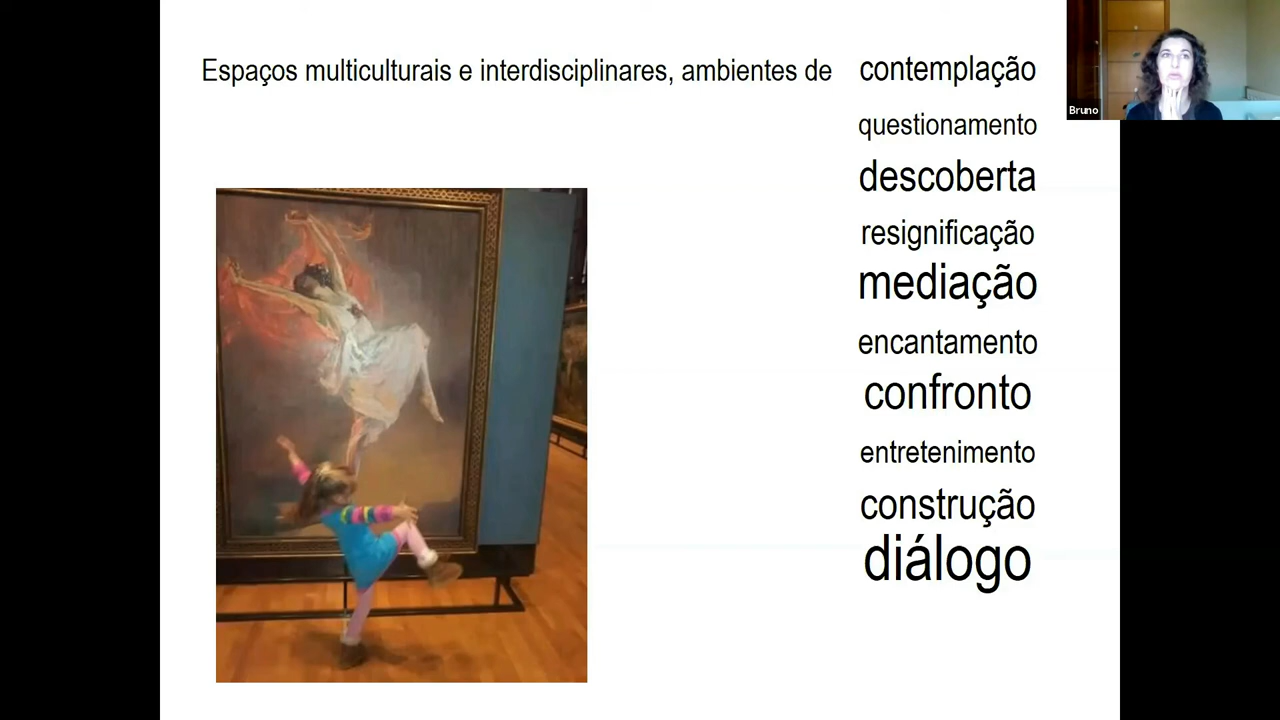 Espaços multiculturais e interdisciplinares, ambientes de contemplação
questionamento
descoberta
resignificação
mediação
encantamento
confronto
entretenimento
construção
diálogo
Bruno